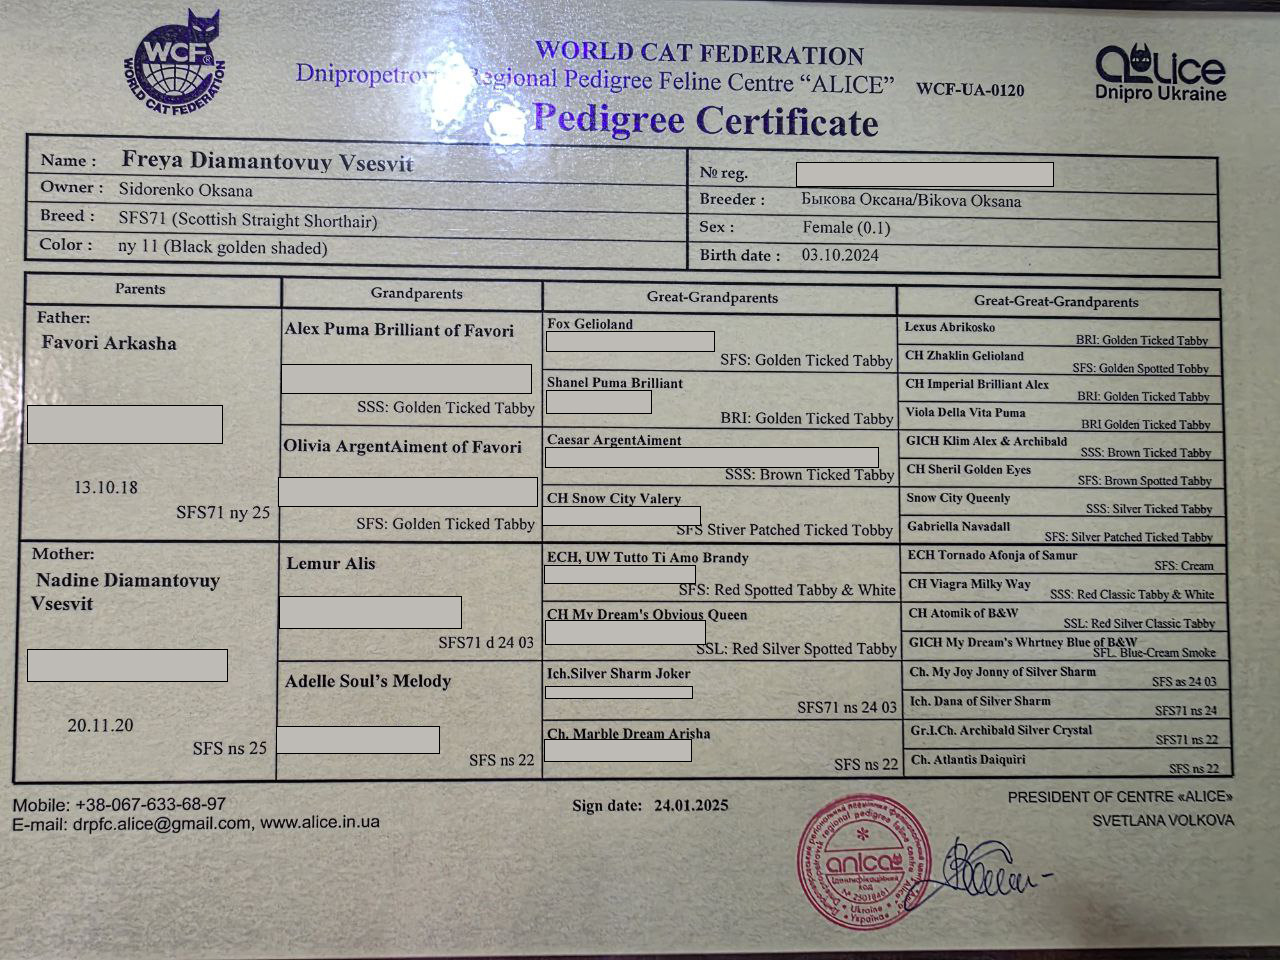 WCF®
WORLD CAT FEDERATION
WORLD CAT FEDERATION
Regional Pedigree Feline Centre “ALICE” WCF-UA-0120
Pedigree Certificate
ALice
Dnipro Ukraine
Name : Freya Diamantovuy Vsesvit
Owner : Sidorenko Oksana
Breed : SFS71 (Scottish Straight Shorthair)
Color : ny 11 (Black golden shaded)
№ reg.
Breeder : Быкова Оксана/Bikova Oksana
Sex : Female (0.1)
Birth date : 03.10.2024
Parents
Grandparents
Great-Grandparents
Great-Great-Grandparents
Father:
Favori Arkasha
13.10.18
SFS71 ny 25
Mother:
Nadine Diamantovuy
Vsesvit
20.11.20
SFS ns 25
Alex Puma Brilliant of Favori
SSS: Golden Ticked Tabby
Olivia ArgentAiment of Favori
SFS: Golden Ticked Tabby
Lemur Alis
SFS71 d 24 03
Adelle Soul’s Melody
SFS ns 22
Fox Gelioland
SFS: Golden Ticked Tabby
Shanel Puma Brilliant
BRI: Golden Ticked Tabby
Caesar ArgentAiment
SSS: Brown Ticked Tabby
CH Snow City Valery
SFS Stiver Patched Ticked Tobby
ECH, UW Tutto Ti Amo Brandy
SFS: Red Spotted Tabby & White
CH My Dream's Obvious Queen
SSL: Red Silver Spotted Tabby
Ich.Silver Sharm Joker
SFS71 ns 24 03
Ch. Marble Dream Arisha
SFS ns 22
Lexus Abrikosko
BRI: Golden Ticked Tabby
CH Zhaklin Gelioland
SFS: Golden Spotted Tobby
CH Imperial Brilliant Alex
BRI: Golden Ticked Tabby
Viola Della Vita Puma
BRI Golden Ticked Tabby
GICH Klim Alex & Archibald
SSS: Brown Ticked Tabby
CH Sheril Golden Eyes
SFS: Brown Spotted Tabby
Snow City Queenly
SSS: Silver Ticked Tabby
Gabriella Navadall
SFS: Silver Patched Ticked Tabby
ECH Tornado Afonja of Samur
SFS: Cream
CH Viagra Milky Way
SSS: Red Classic Tabby & White
CH Atomik of B&W
SSL: Red Silver Classic Tabby
GICH My Dream’s Whrtney Blue of B&W
SFL. Blue-Cream Smoke
Ch. My Joy Jonny of Silver Sharm
SFS as 24 03
Ich. Dana of Silver Sharm
SFS71 ns 24
Gr.I.Ch. Archibald Silver Crystal
SFS71 ns 22
Ch. Atlantis Daiquiri
SFS ns 22
Mobile: +38-067-633-68-97
E-mail: drpfc.alice@gmail.com, www.alice.in.ua
Sign date: 24.01.2025
PRESIDENT OF CENTRE «ALICE»
SVETLANA VOLKOVA
Ukraine
Україна